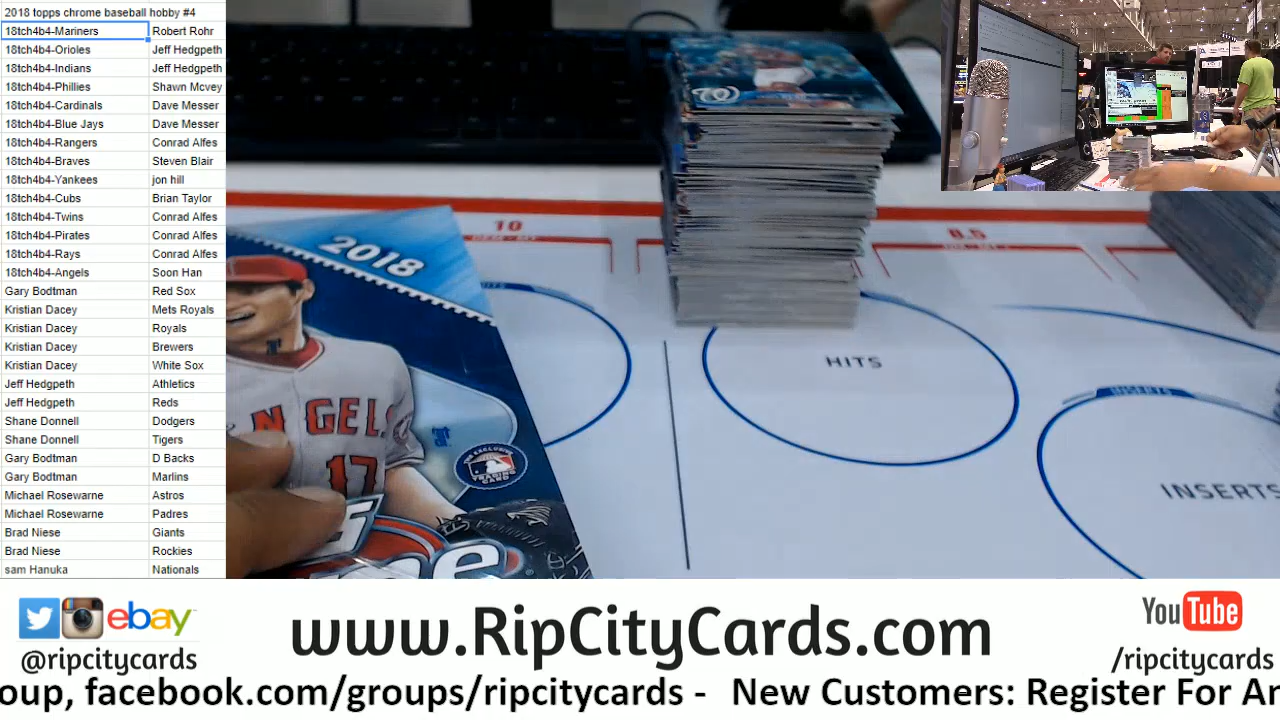 2018 topps chrome baseball hobby #4
18tch4b4-Mariners Robert Rohr
18tch4b4-Orioles Jeff Hedgpeth
18tch4b4-Indians Jeff Hedgpeth
18tch4b4-Phillies Shawn Mcvey
18tch4b4-Cardinals Dave Messer
18tch4b4-Blue Jays Dave Messer
18tch4b4-Rangers Conrad Alfes
18tch4b4-Braves Steven Blair
18tch4b4-Yankees jon hill
18tch4b4-Cubs Brian Taylor
18tch4b4-Twins Conrad Alfes
18tch4b4-Pirates Conrad Alfes
18tch4b4-Rays Conrad Alfes
18tch4b4-Angels Soon Han
Gary Bodtman Red Sox
Kristian Dacey Mets Royals
Kristian Dacey Royals
Kristian Dacey Brewers
Kristian Dacey White Sox
Jeff Hedgpeth Athletics
Jeff Hedgpeth Reds
Shane Donnell Dodgers
Shane Donnell Tigers
Gary Bodtman D Backs
Gary Bodtman Marlins
Michael Rosewarne Astros
Michael Rosewarne Padres
Brad Niese Giants
Brad Niese Rockies
sam Hanuka Nationals
10
2018
HITS
INSERTS
INSERTS
NGEL
17
ebay
@ripcitycards
www.RipCityCards.com
YouTube
/ripcitycards
oup, facebook.com/groups/ripcitycards - New Customers: Register For Ar